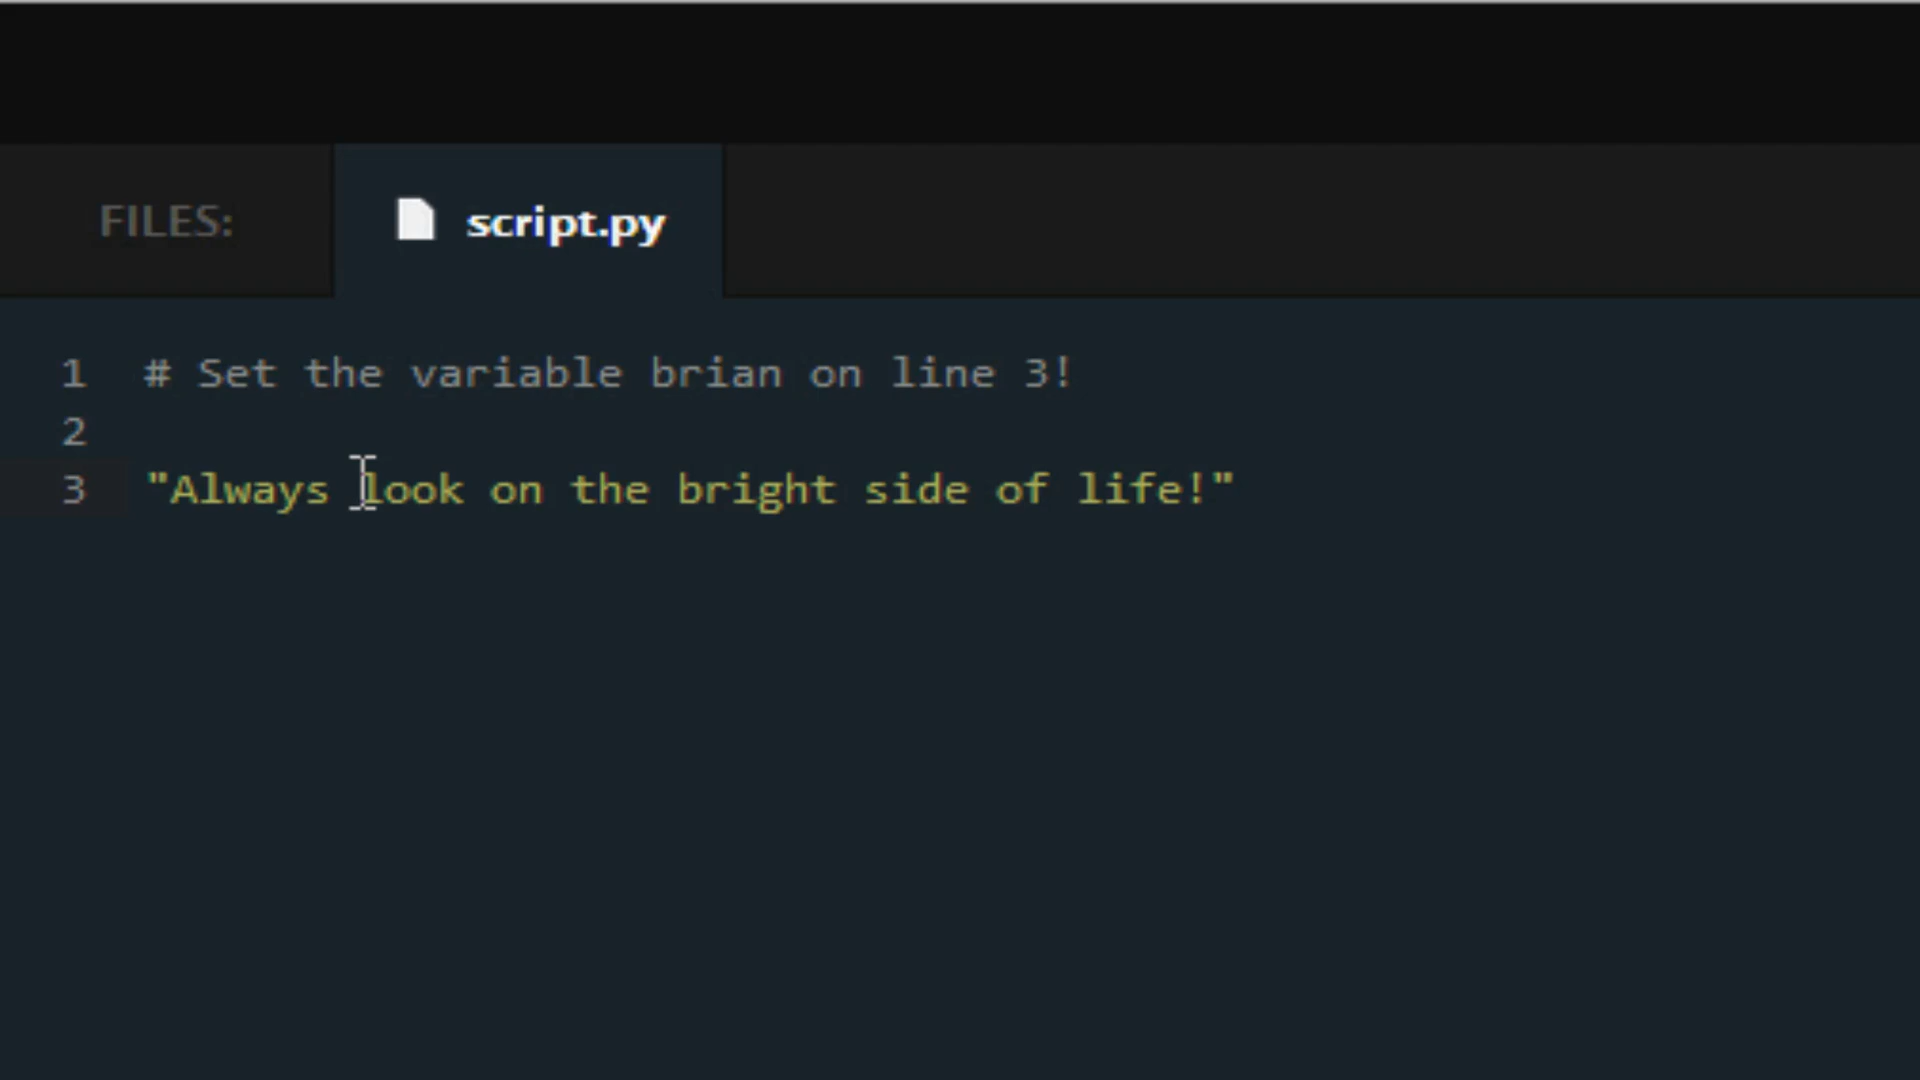 FILES: script.py
1 # Set the variable brian on line 3!
2
3 "Always look on the bright side of life!"